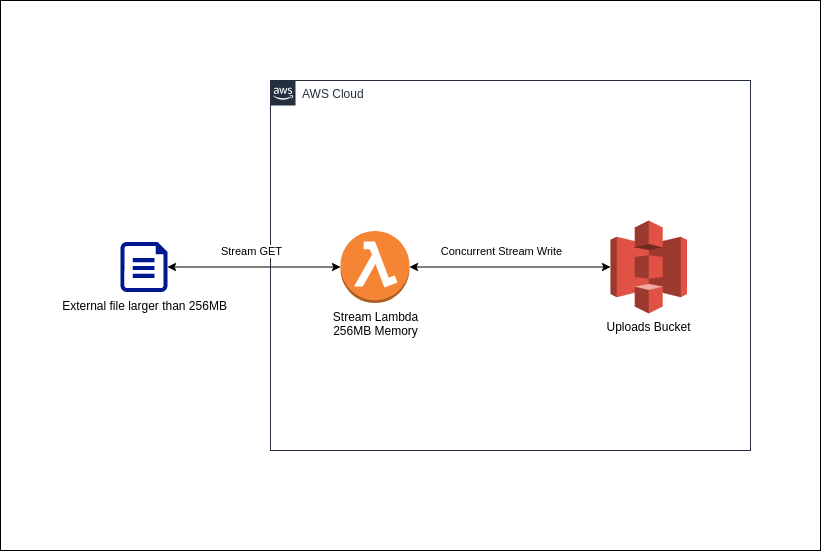 aws
AWS Cloud
Stream GET
Concurrent Stream Write
External file larger than 256MB
Stream Lambda
256MB Memory
Uploads Bucket